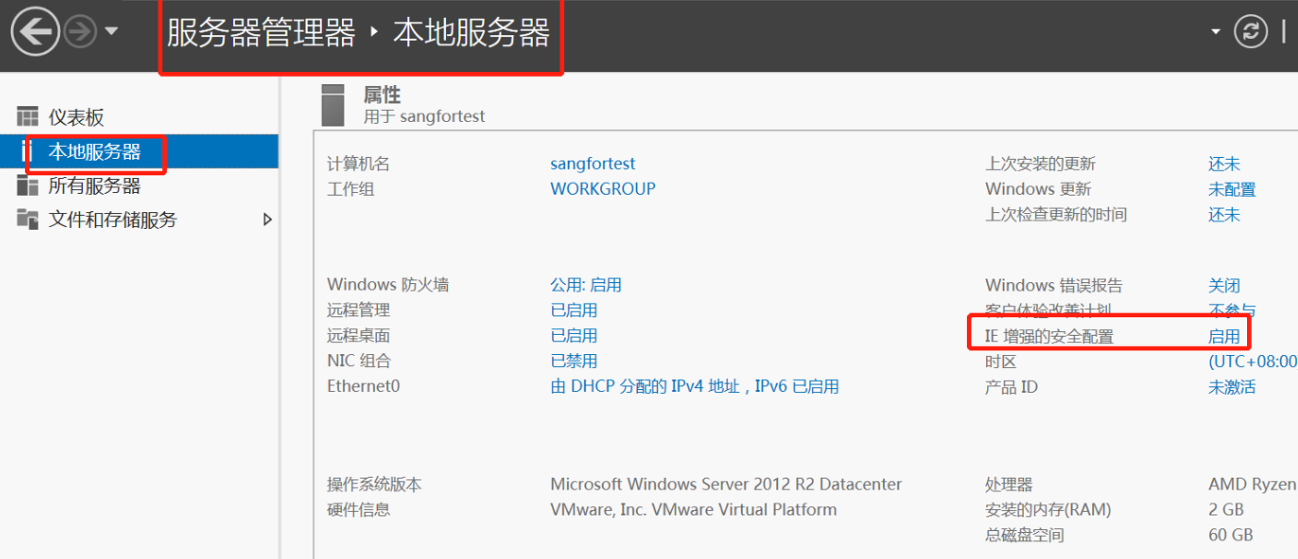 服务器管理器 ‣ 本地服务器
仪表板
本地服务器
所有服务器
文件和存储服务
属性
用于 sangfortest
计算机名 sangfortest
工作组 WORKGROUP
上次安装的更新 还未
Windows 更新 未配置
上次检查更新的时间 还未
Windows 防火墙 公用: 启用
远程管理 已启用
远程桌面 已启用
NIC 组合 已禁用
Ethernet0 由 DHCP 分配的 IPv4 地址，IPv6 已启用
Windows 错误报告 关闭
客户体验改善计划 不参与
IE 增强的安全配置 启用
时区 (UTC+08:00
产品 ID 未激活
操作系统版本 Microsoft Windows Server 2012 R2 Datacenter
硬件信息 VMware, Inc. VMware Virtual Platform
处理器 AMD Ryzen
安装的内存(RAM) 2 GB
总磁盘空间 60 GB